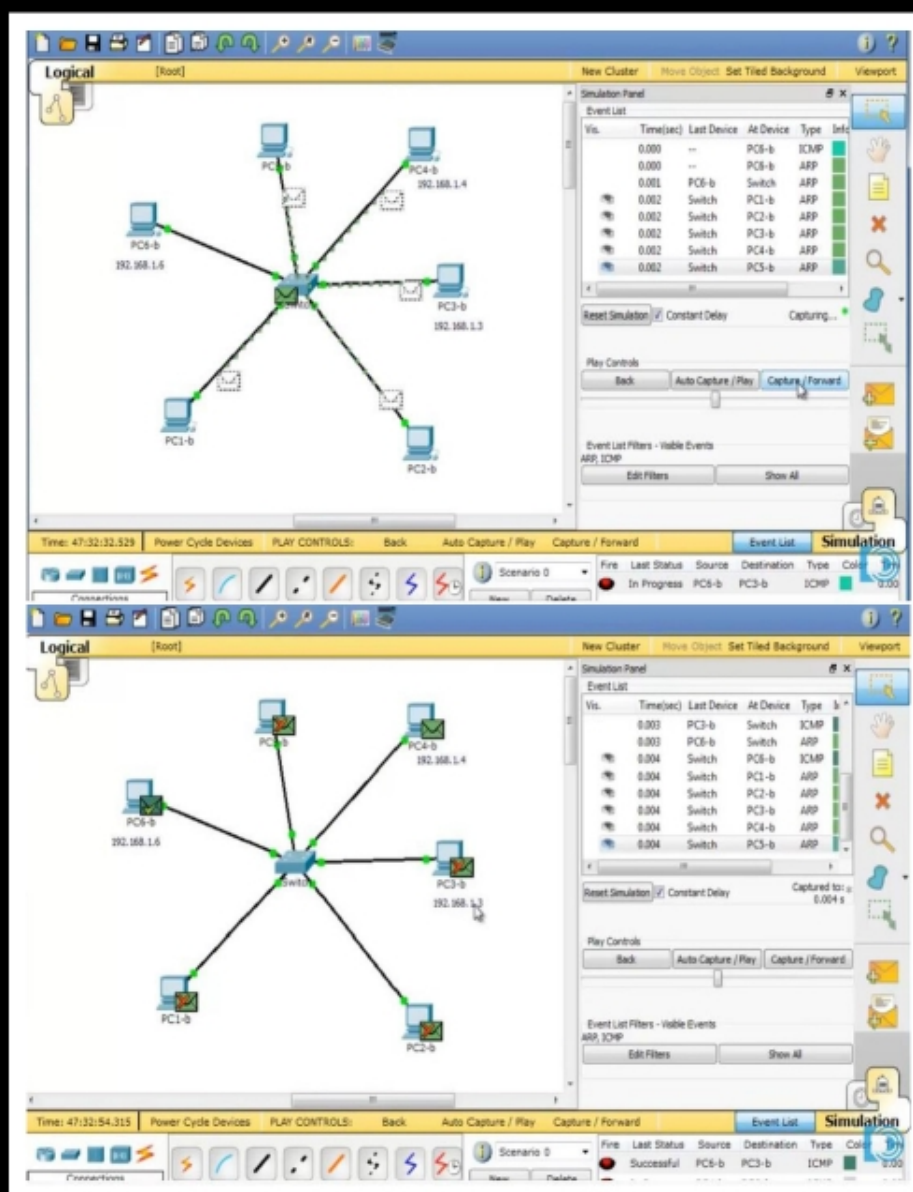 Logical [Root] New Cluster Move Object Set Tiled Background Viewport
Simulation Panel
Event List
Vis. Time(sec) Last Device At Device Type Info
0.000 -- PC6-b ICMP
0.000 -- PC6-b ARP
0.001 PC6-b Switch ARP
0.002 Switch PC1-b ARP
0.002 Switch PC2-b ARP
0.002 Switch PC3-b ARP
0.002 Switch PC4-b ARP
0.002 Switch PC5-b ARP
PC4-b
192.168.1.4
PC6-b
192.168.1.6
PC3-b
192.168.1.3
PC1-b
PC2-b
Reset Simulation Constant Delay Capturing...
Play Controls
Back Auto Capture / Play Capture / Forward
Event List Filters - Visible Events
ARP, ICMP
Edit Filters Show All
Time: 47:32:32.529 Power Cycle Devices PLAY CONTROLS: Back Auto Capture / Play Capture / Forward Event List Simulation
Scenario 0 Fire Last Status Source Destination Type Color
In Progress PC6-b PC3-b ICMP 0.00
Connections New Delete
Logical [Root] New Cluster Move Object Set Tiled Background Viewport
Simulation Panel
Event List
Vis. Time(sec) Last Device At Device Type
0.003 PC3-b Switch ICMP
0.003 PC6-b Switch ARP
0.004 Switch PC6-b ICMP
0.004 Switch PC1-b ARP
0.004 Switch PC2-b ARP
0.004 Switch PC3-b ARP
0.004 Switch PC4-b ARP
0.004 Switch PC5-b ARP
PC4-b
192.168.1.4
PC6-b
192.168.1.6
Switch
PC3-b
192.168.1.3
PC1-b
PC2-b
Reset Simulation Constant Delay Captured to:
0.004 s
Play Controls
Back Auto Capture / Play Capture / Forward
Event List Filters - Visible Events
ARP, ICMP
Edit Filters Show All
Time: 47:32:54.315 Power Cycle Devices PLAY CONTROLS: Back Auto Capture / Play Capture / Forward Event List Simulation
Scenario 0 Fire Last Status Source Destination Type
Successful PC6-b PC3-b ICMP 0.00
Connections New Delete